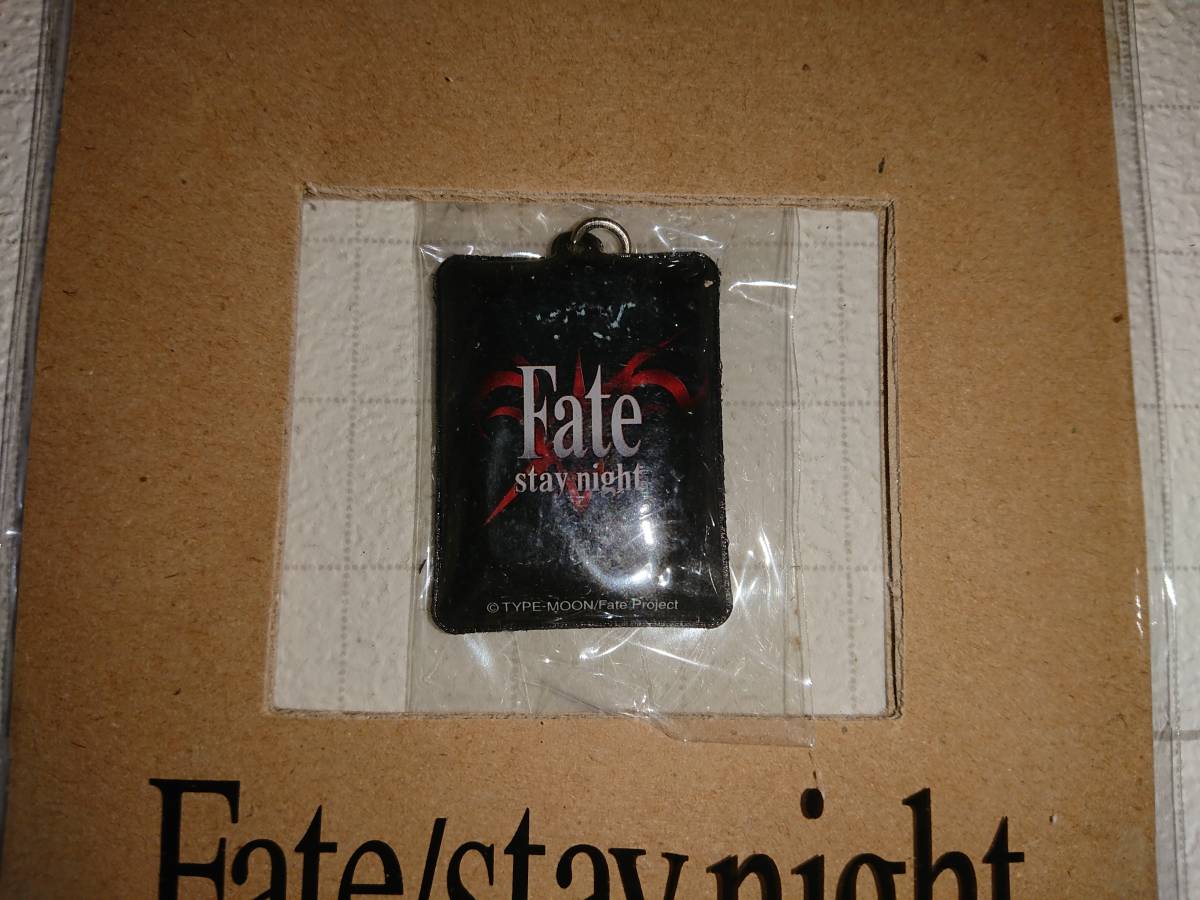 Fate
stay night
© TYPE-MOON/Fate Project
Fate/stay night